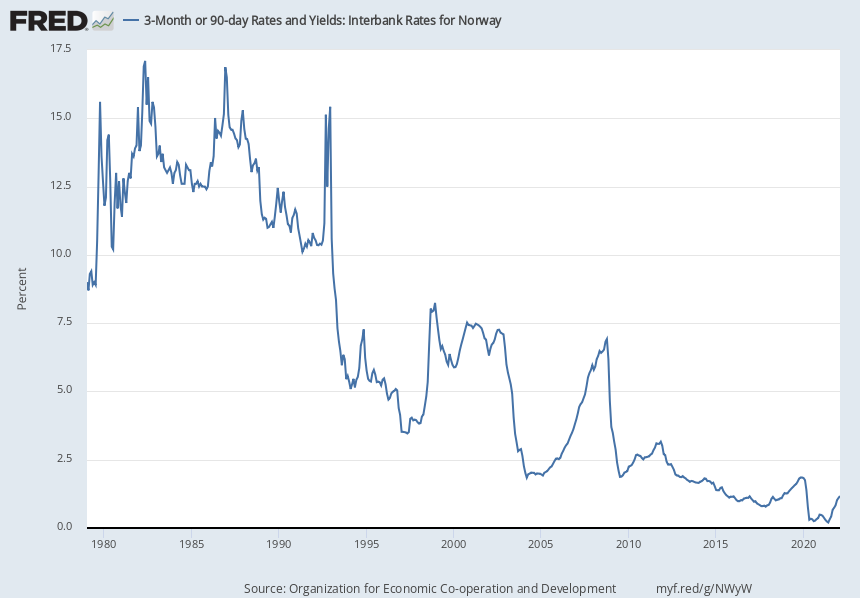 FRED
3-Month or 90-day Rates and Yields: Interbank Rates for Norway
17.5
15.0
12.5
10.0
7.5
5.0
2.5
0.0
Percent
1980 1985 1990 1995 2000 2005 2010 2015 2020
Source: Organization for Economic Co-operation and Development myf.red/g/NWyW